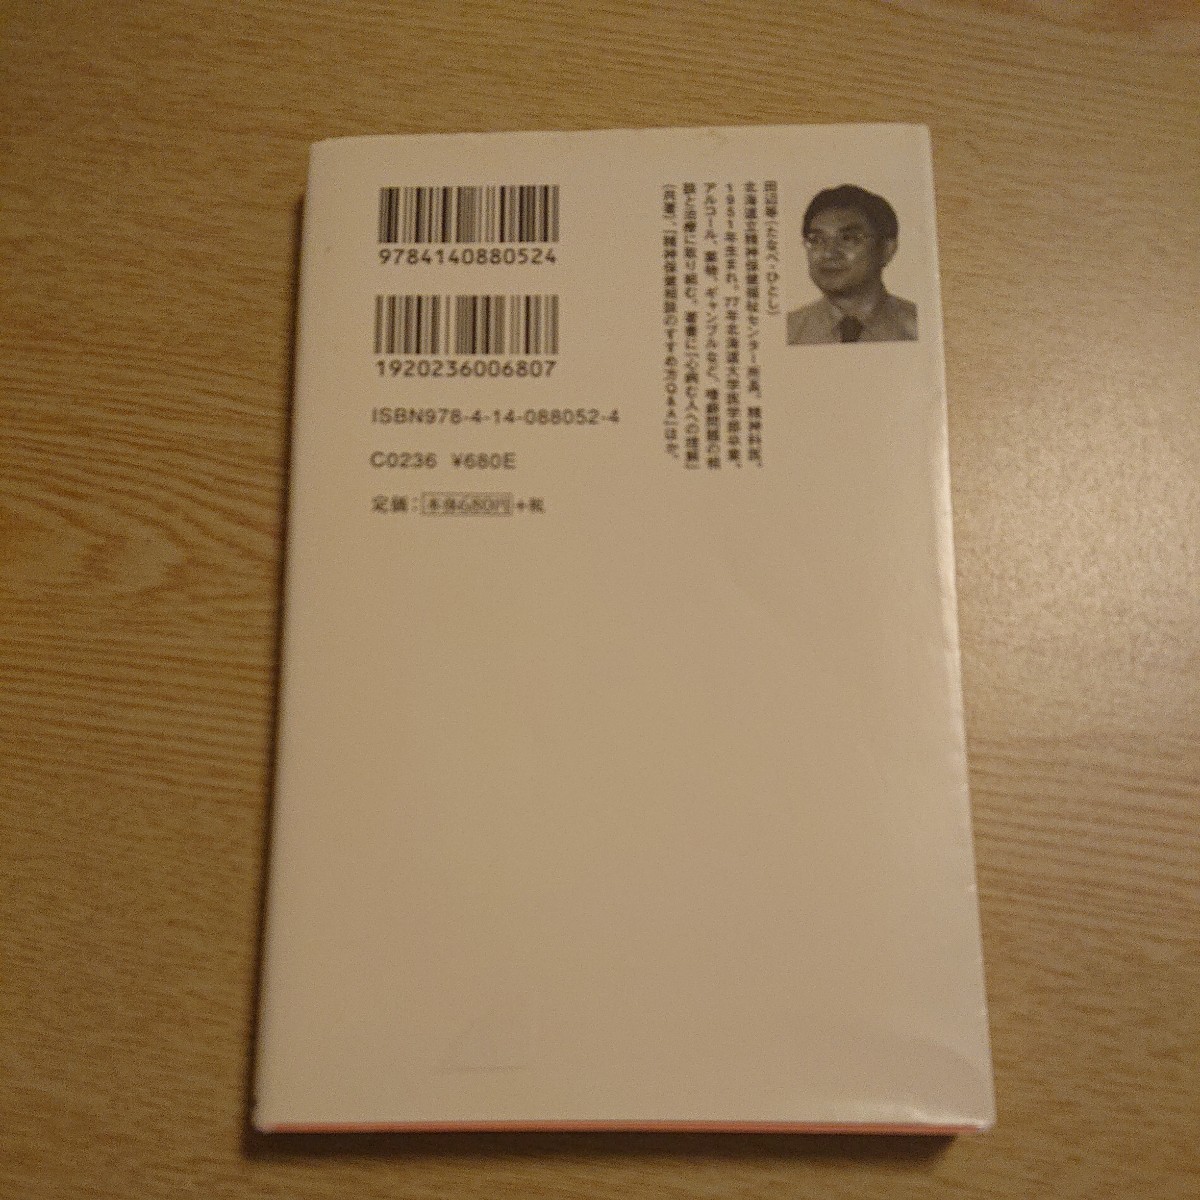 田辺等(たなべ・ひとし)
北海道立精神保健福祉センター所長。精神科医。
1951年生まれ。77年北海道大学医学部卒業。
アルコール、薬物、ギャンブルなど、嗜癖問題の相
談と治療に取り組む。著書に『心病む人への理解』
(共著)、『精神保健相談のすすめ方Q&A』ほか。
9784140880524
1920236006807
ISBN978-4-14-088052-4
C0236 ¥680E
定価:本体680円+税